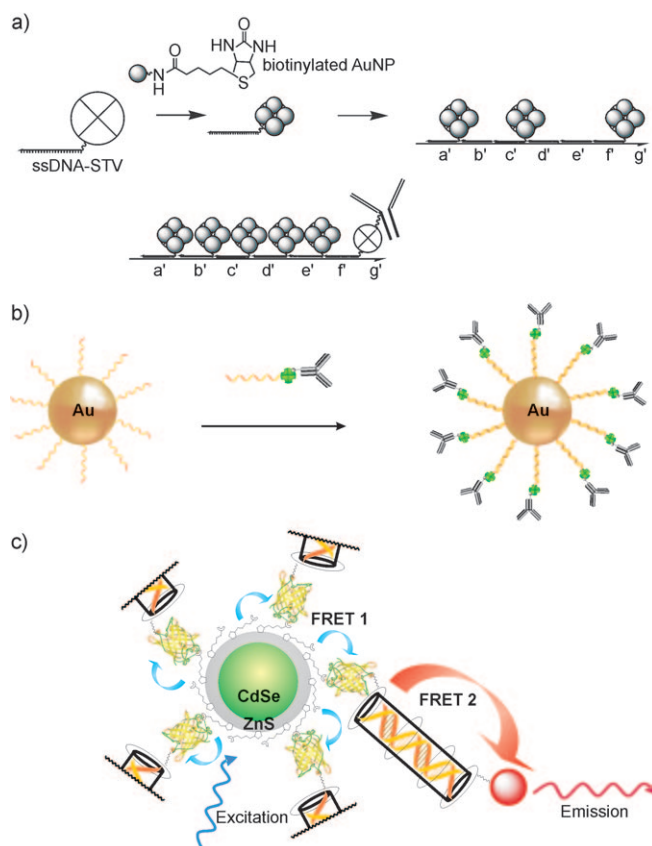 a)
O
HN NH
O
N
H
S
biotinylated AuNP
ssDNA-STV
a' b' c' d' e' f' g'
a' b' c' d' e' f' g'
b)
Au
Au
c)
FRET 1
CdSe
ZnS
FRET 2
Excitation
Emission